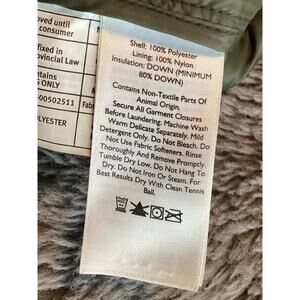 oved until
consumer
fixed in
ovincial Law
ntains
S ONLY
-00502511
A
Fabr
LYESTER
Shell: 100% Polyester
Lining: 100% Nylon
Insulation: DOWN (MINIMUM
80% DOWN)
Contains Non-Textile Parts Of
Animal Origin.
Secure All Garment Closures
Before Laundering. Machine Wash
Delicate Separately. Mild
Detergent Only. Do Not Bleach. Do
Not Use Fabric Softeners. Rinse
Thoroughly And Remove Promptly.
Tumble Dry Low. Do Not Hang To
Dry. Do Not Iron Or Steam. For
Best Results Dry With Clean Tennis
Ball.